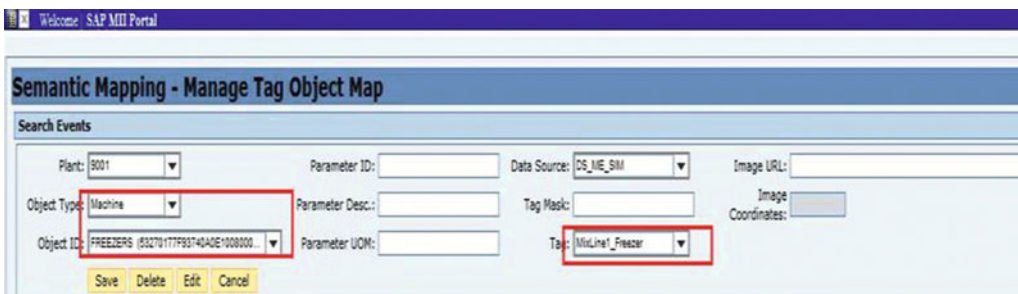 Welcome SAP MII Portal
Semantic Mapping - Manage Tag Object Map
Search Events
Plant: 9001 Parameter ID: Data Source: DS_ME_SIM Image URL:
Object Type: Machine Parameter Desc.: Tag Mask: Image Coordinates:
Object ID: FREEZERS (53270177F93740A0E1008000... Parameter UOM: Tag: MixLine1_Freezer
Save Delete Edit Cancel